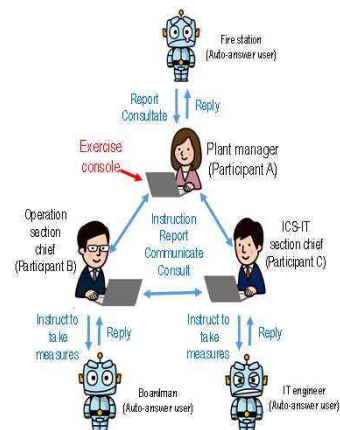 Fire station
(Auto-answer user)
Report
Consultate
Reply
Exercise
console
Plant manager
(Participant A)
Operation
section
chief
(Participant B)
Instruction
Report
Communicate
Consult
ICS-IT
section chief
(Participant C)
Instruct to
take
measures
Reply
Instruct to
take
measures
Reply
Boardman
(Auto-answer user)
IT engineer
(Auto-answer user)